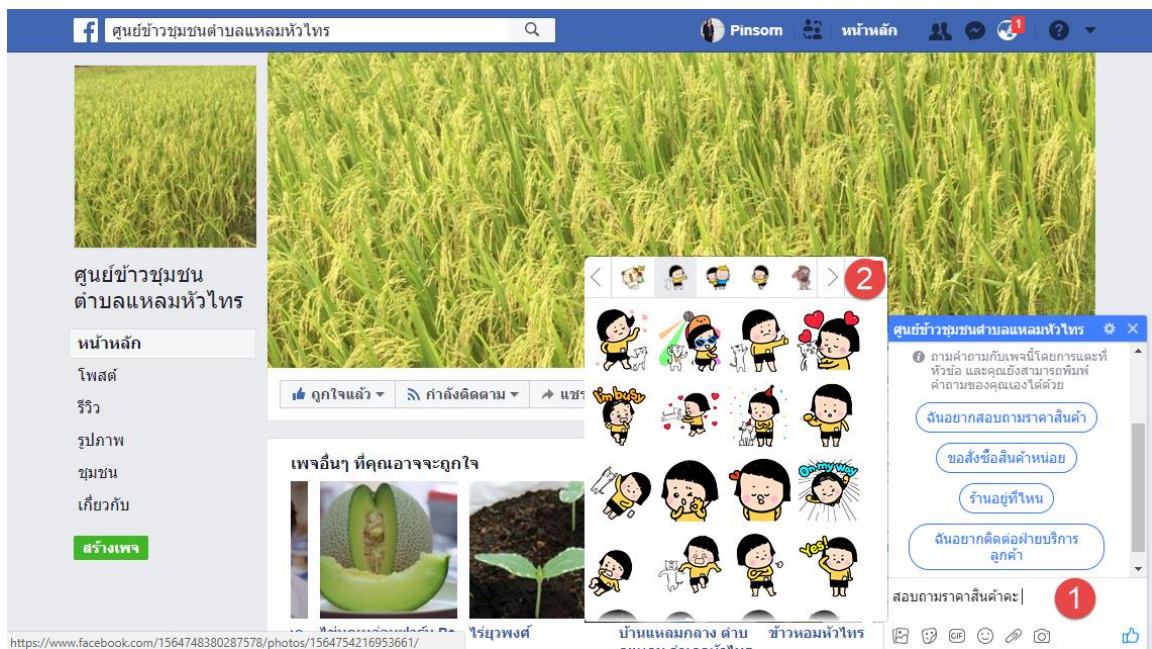 ศูนย์ข้าวชุมชนตำบลแหลมหัวไทร
Pinsorn
หน้าหลัก
1
ศูนย์ข้าวชุมชน
ตำบลแหลมหัวไทร
หน้าหลัก
โพสต์
รีวิว
รูปภาพ
ชุมชน
เกี่ยวกับ
สร้างเพจ
ถูกใจแล้ว
กำลังติดตาม
เพจอื่นๆ ที่คุณอาจจะถูกใจ
ไร่ยุวพงศ์
บ้านแหลมกลาง ตำบ
ข้าวหอมหัวไทร
2
I'm busy
On my way
Yes!
ศูนย์ข้าวชุมชนตำบลแหลมหัวไทร
ถามคำถามกับเพจนี้โดยการแตะที่
หัวข้อ และคุณยังสามารถพิมพ์
คำถามของคุณเองได้ด้วย
ฉันอยากสอบถามราคาสินค้า
ขอสั่งซื้อสินค้าหน่อย
ร้านอยู่ที่ไหน
ฉันอยากติดต่อฝ่ายบริการ
ลูกค้า
สอบถามราคาสินค้าคะ
1
GIF
https://www.facebook.com/1564748380287578/photos/1564754216953661/